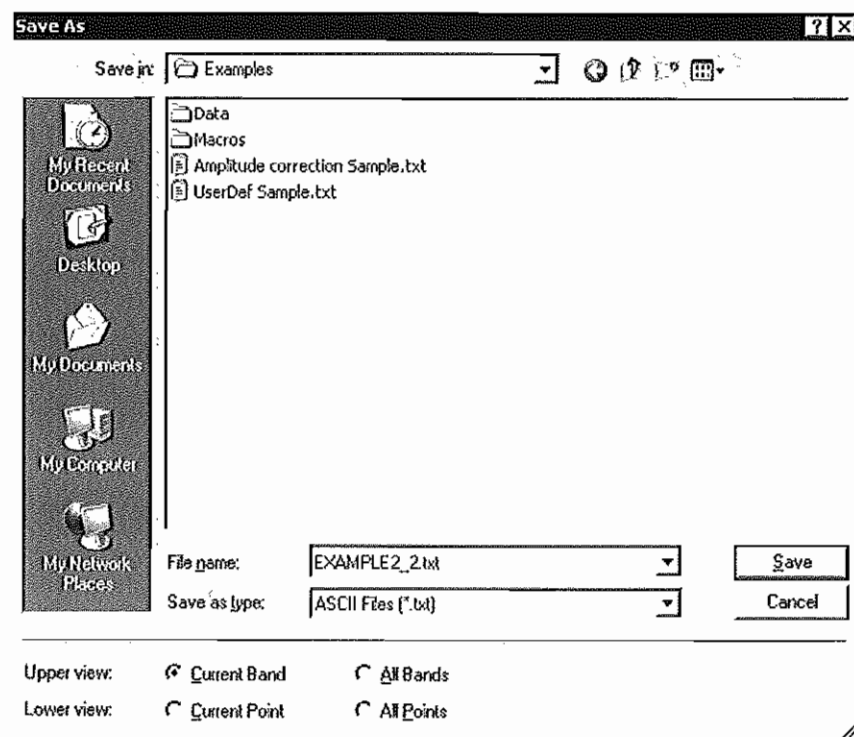 Save As
Save in: Examples
Data
Macros
Amplitude correction Sample.txt
UserDef Sample.txt
My Recent Documents
Desktop
My Documents
My Computer
My Network Places
File name: EXAMPLE2_2.txt Save
Save as type: ASCII Files (*.txt) Cancel
Upper view: Current Band All Bands
Lower view: Current Point All Points